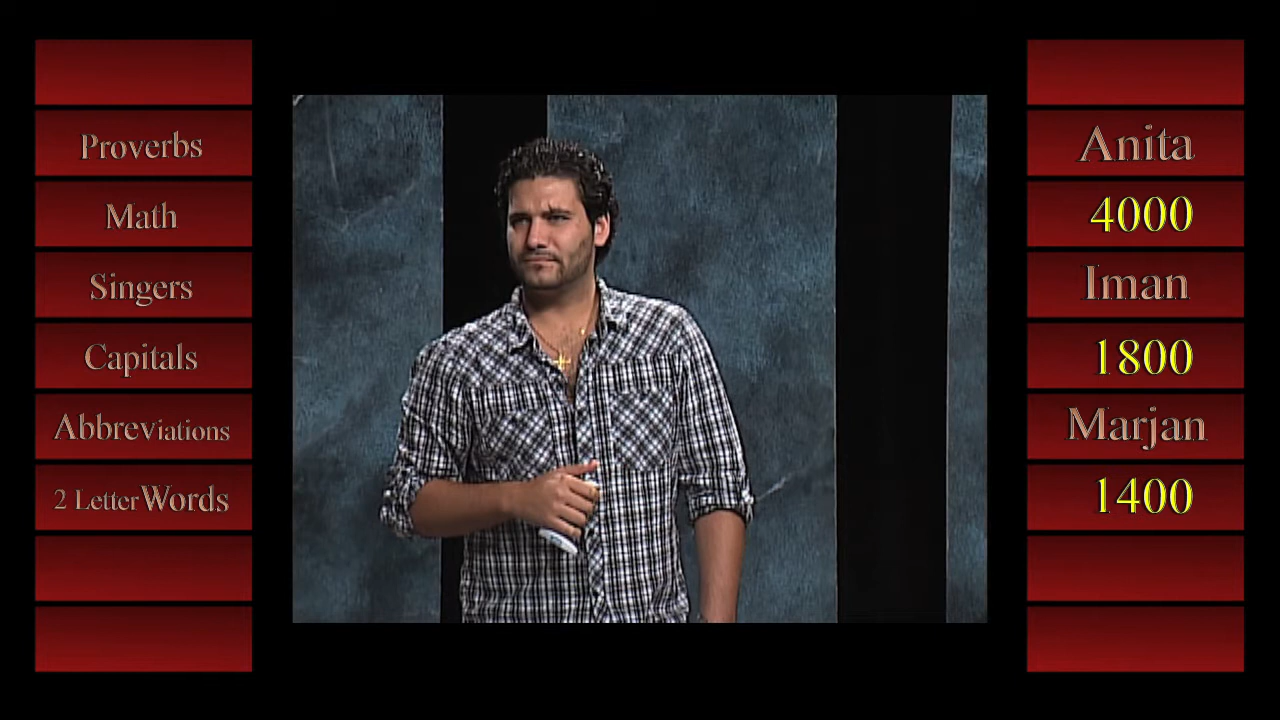 Proverbs
Math
Singers
Capitals
Abbreviations
2 Letter Words
Anita
4000
Iman
1800
Marjan
1400